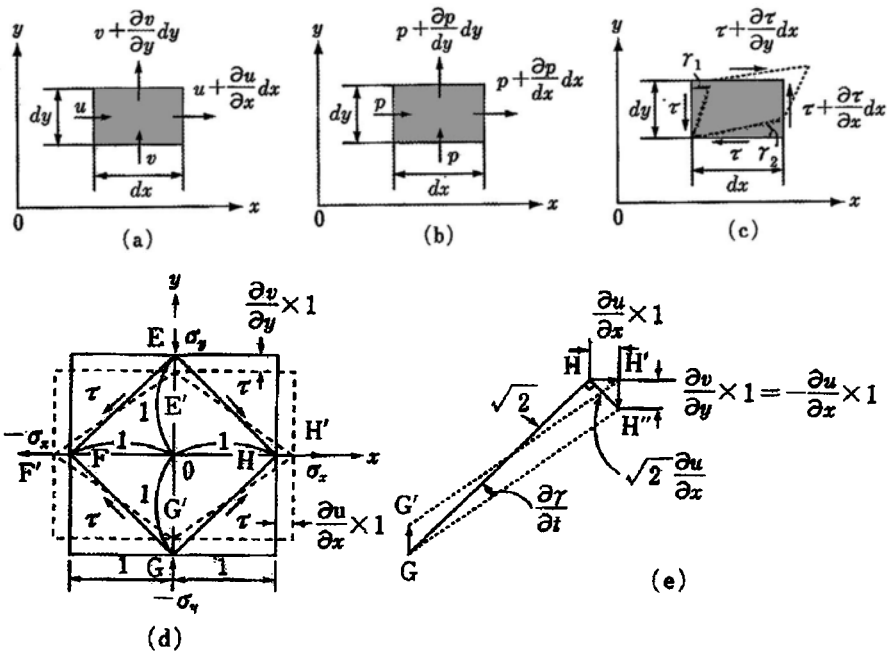 y
v + ∂v/∂y dy
dy
u
u + ∂u/∂x dx
v
dx
0
x
(a)
y
p + ∂p/dy dy
dy
p
p + ∂p/dx dx
p
dx
0
x
(b)
y
τ + ∂τ/∂y dx
γ₁
dy
τ
τ + ∂τ/∂x dx
τ
γ₂
dx
0
x
(c)
y
∂v/∂y × 1
E
σy
τ
τ
1
E′
−σx
1
1
H′
F′
F
0
H
σx
x
1
G′
τ
τ
∂u/∂x × 1
1
G
1
(d)
∂u/∂x × 1
H
H′
√2
∂v/∂y × 1 = −∂u/∂x × 1
H″
√2 ∂u/∂x
G′
∂γ/∂t
G
(e)